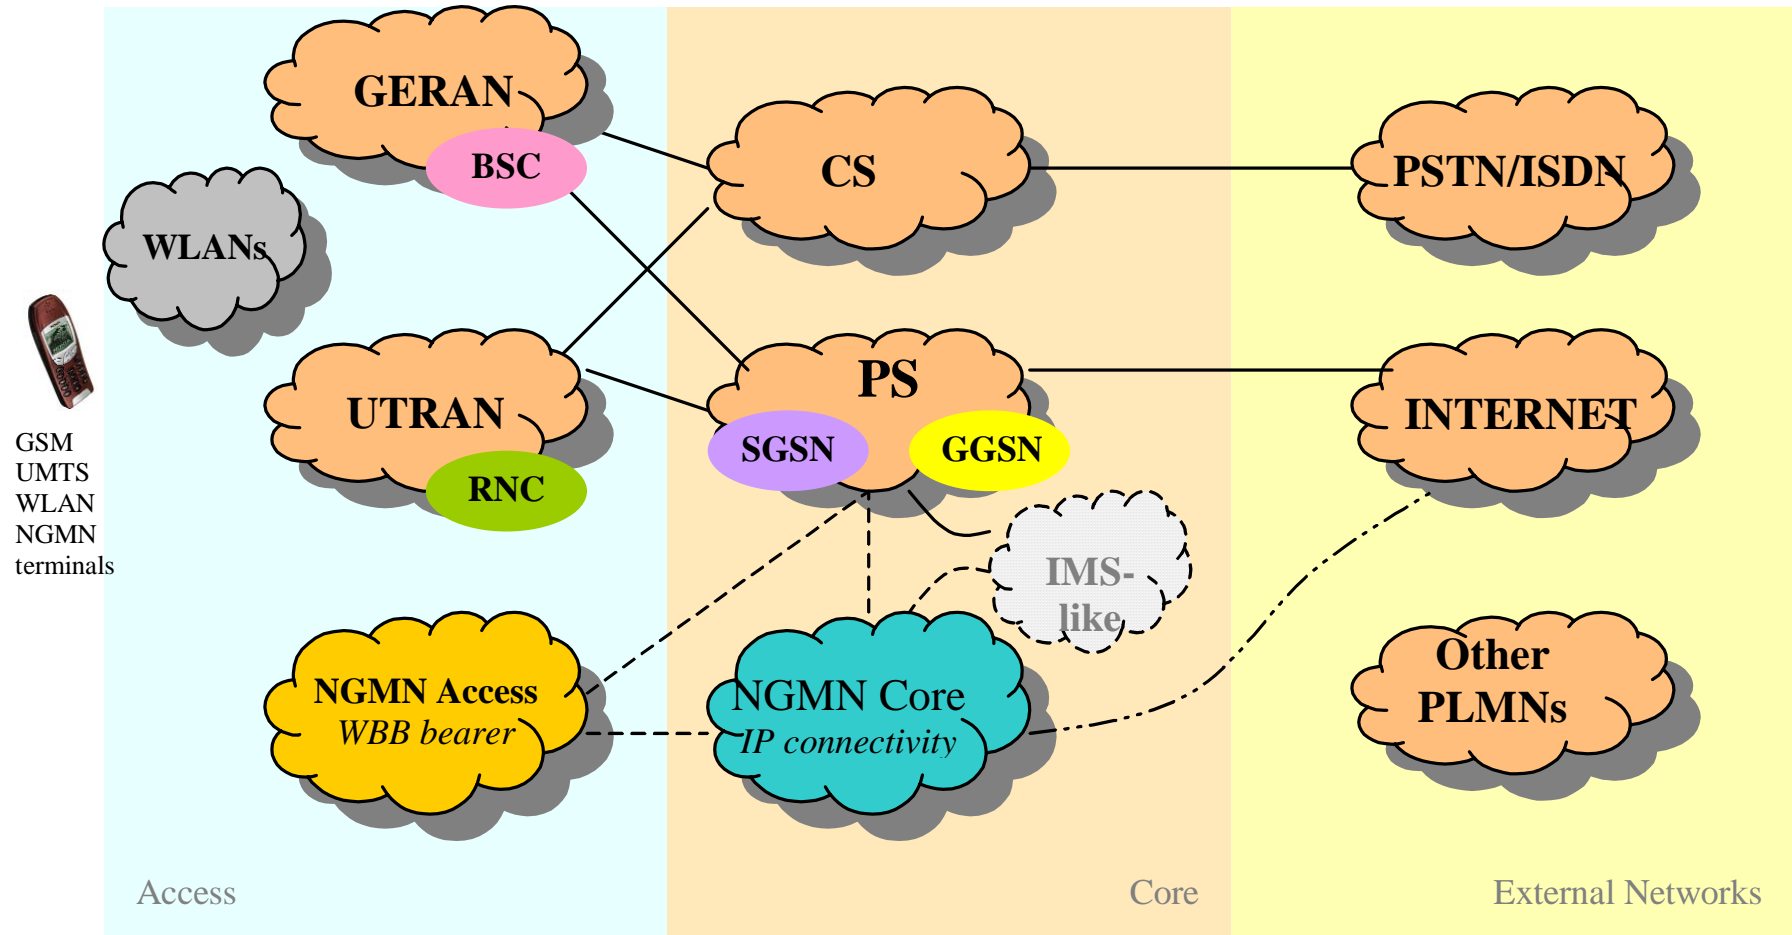 GERAN
BSC
CS
PSTN/ISDN
WLANs
GSM
UMTS
WLAN
NGMN
terminals
UTRAN
RNC
PS
SGSN
GGSN
INTERNET
IMS-
like
NGMN Access
WBB bearer
NGMN Core
IP connectivity
Other
PLMNs
Access
Core
External Networks